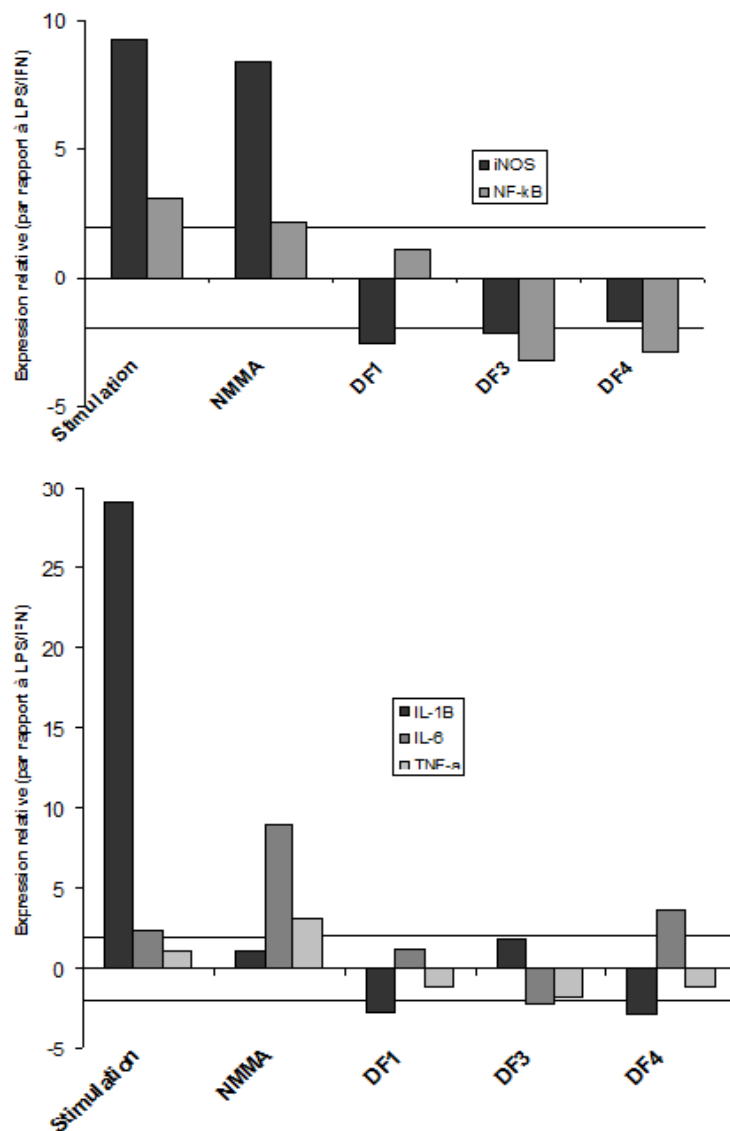 Expression relative (par rapport à LPS/IFN)
10
5
0
-5
iNOS
NF-kB
Stimulation
NMMA
DF1
DF3
DF4
Expression relative (par rapport à LPS/IFN)
30
25
20
15
10
5
0
-5
IL-1B
IL-6
TNF-a
Stimulation
NMMA
DF1
DF3
DF4